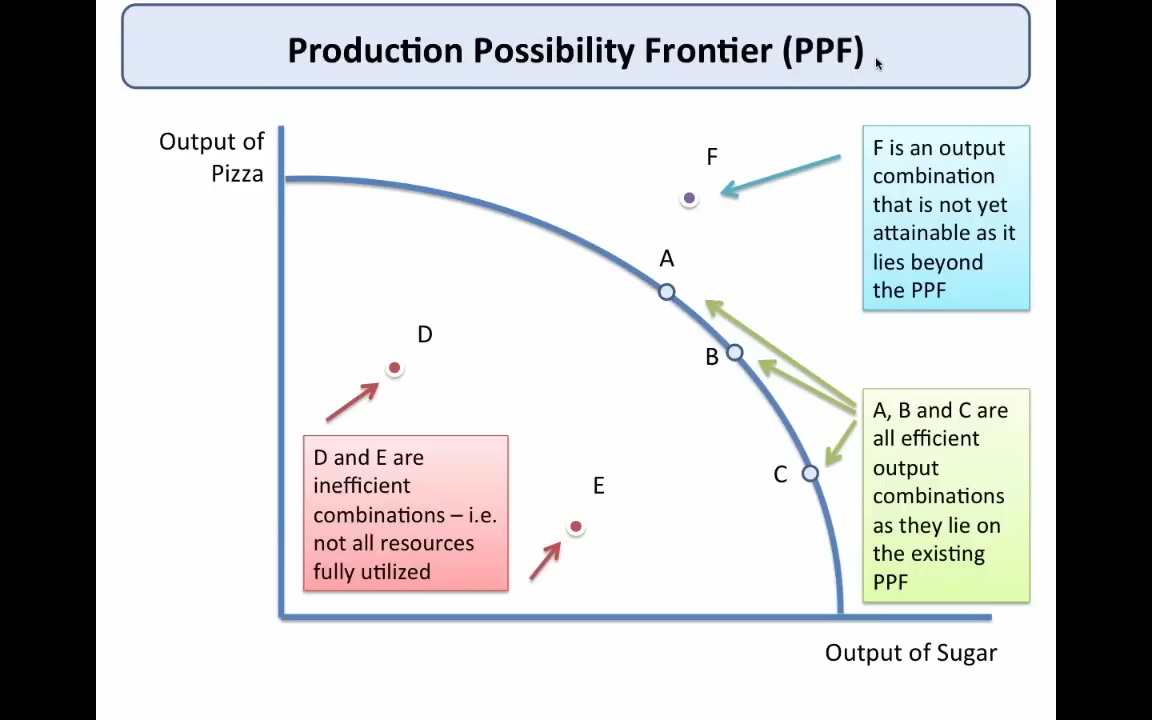 Production Possibility Frontier (PPF)
Output of
Pizza
F
F is an output
combination
that is not yet
attainable as it
lies beyond
the PPF
A
D
B
A, B and C are
all efficient
output
combinations
as they lie on
the existing
PPF
D and E are
inefficient
combinations – i.e.
not all resources
fully utilized
C
E
Output of Sugar